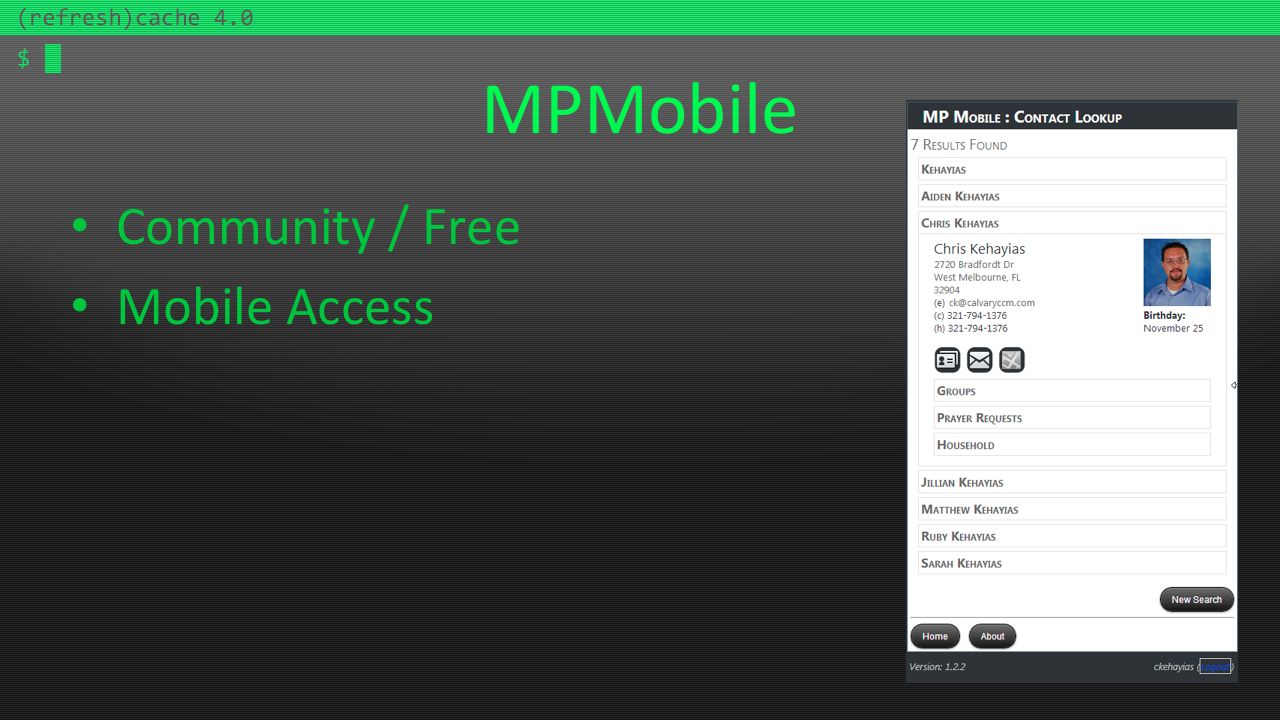 (refresh)cache 4.0
$
MPMobile
• Community / Free
• Mobile Access
MP Mobile : Contact Lookup
7 Results Found
Kehayias
Aiden Kehayias
Chris Kehayias
Chris Kehayias
2720 Bradfordt Dr
West Melbourne, FL
32904
(e) ck@calvaryccm.com
(c) 321-794-1376
(h) 321-794-1376
Birthday:
November 25
Groups
Prayer Requests
Household
Jillian Kehayias
Matthew Kehayias
Ruby Kehayias
Sarah Kehayias
New Search
Home About
Version: 1.2.2 ckehayias (Logout)